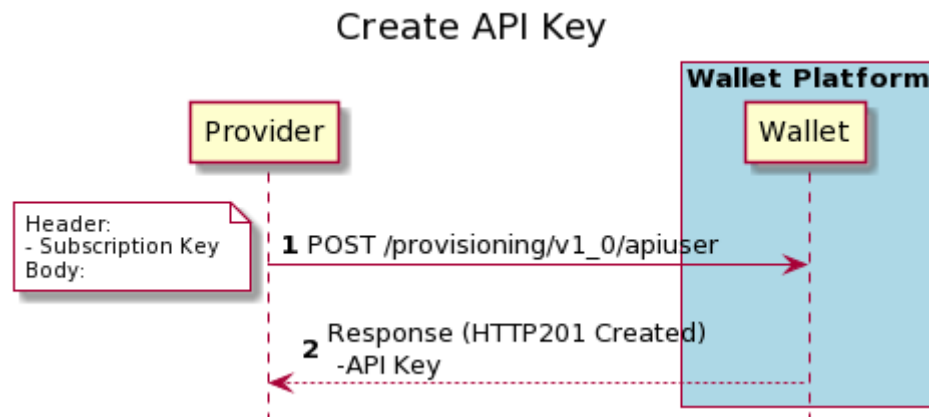 Create API Key
Wallet Platform
Provider
Wallet
Header:
- Subscription Key
Body:
1 POST /provisioning/v1_0/apiuser
2 Response (HTTP201 Created)
-API Key